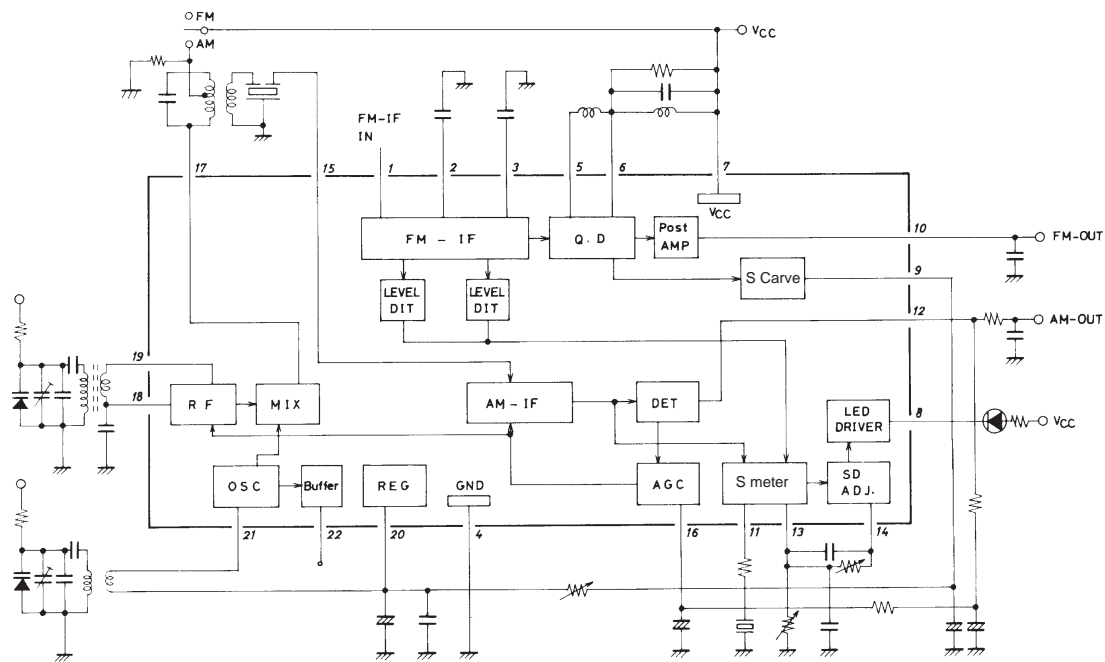 FM
VCC
AM
FM-IF
IN
17
15
1
2
3
5
6
7
VCC
FM - IF
Q.D
Post
AMP
10
FM-OUT
S Carve
9
LEVEL
DIT
LEVEL
DIT
12
AM-OUT
19
18
RF
MIX
AM-IF
DET
LED
DRIVER
8
VCC
OSC
Buffer
REG
GND
AGC
S meter
SD
ADJ.
21
22
20
4
16
11
13
14